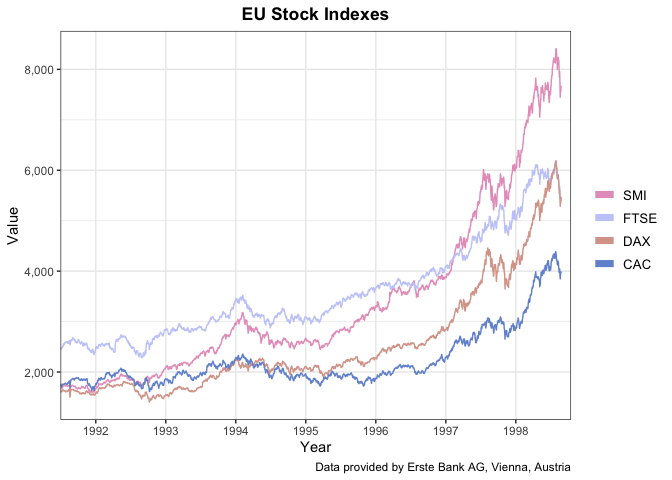 EU Stock Indexes
Value
8,000
6,000
4,000
2,000
1992 1993 1994 1995 1996 1997 1998
Year
SMI
FTSE
DAX
CAC
Data provided by Erste Bank AG, Vienna, Austria